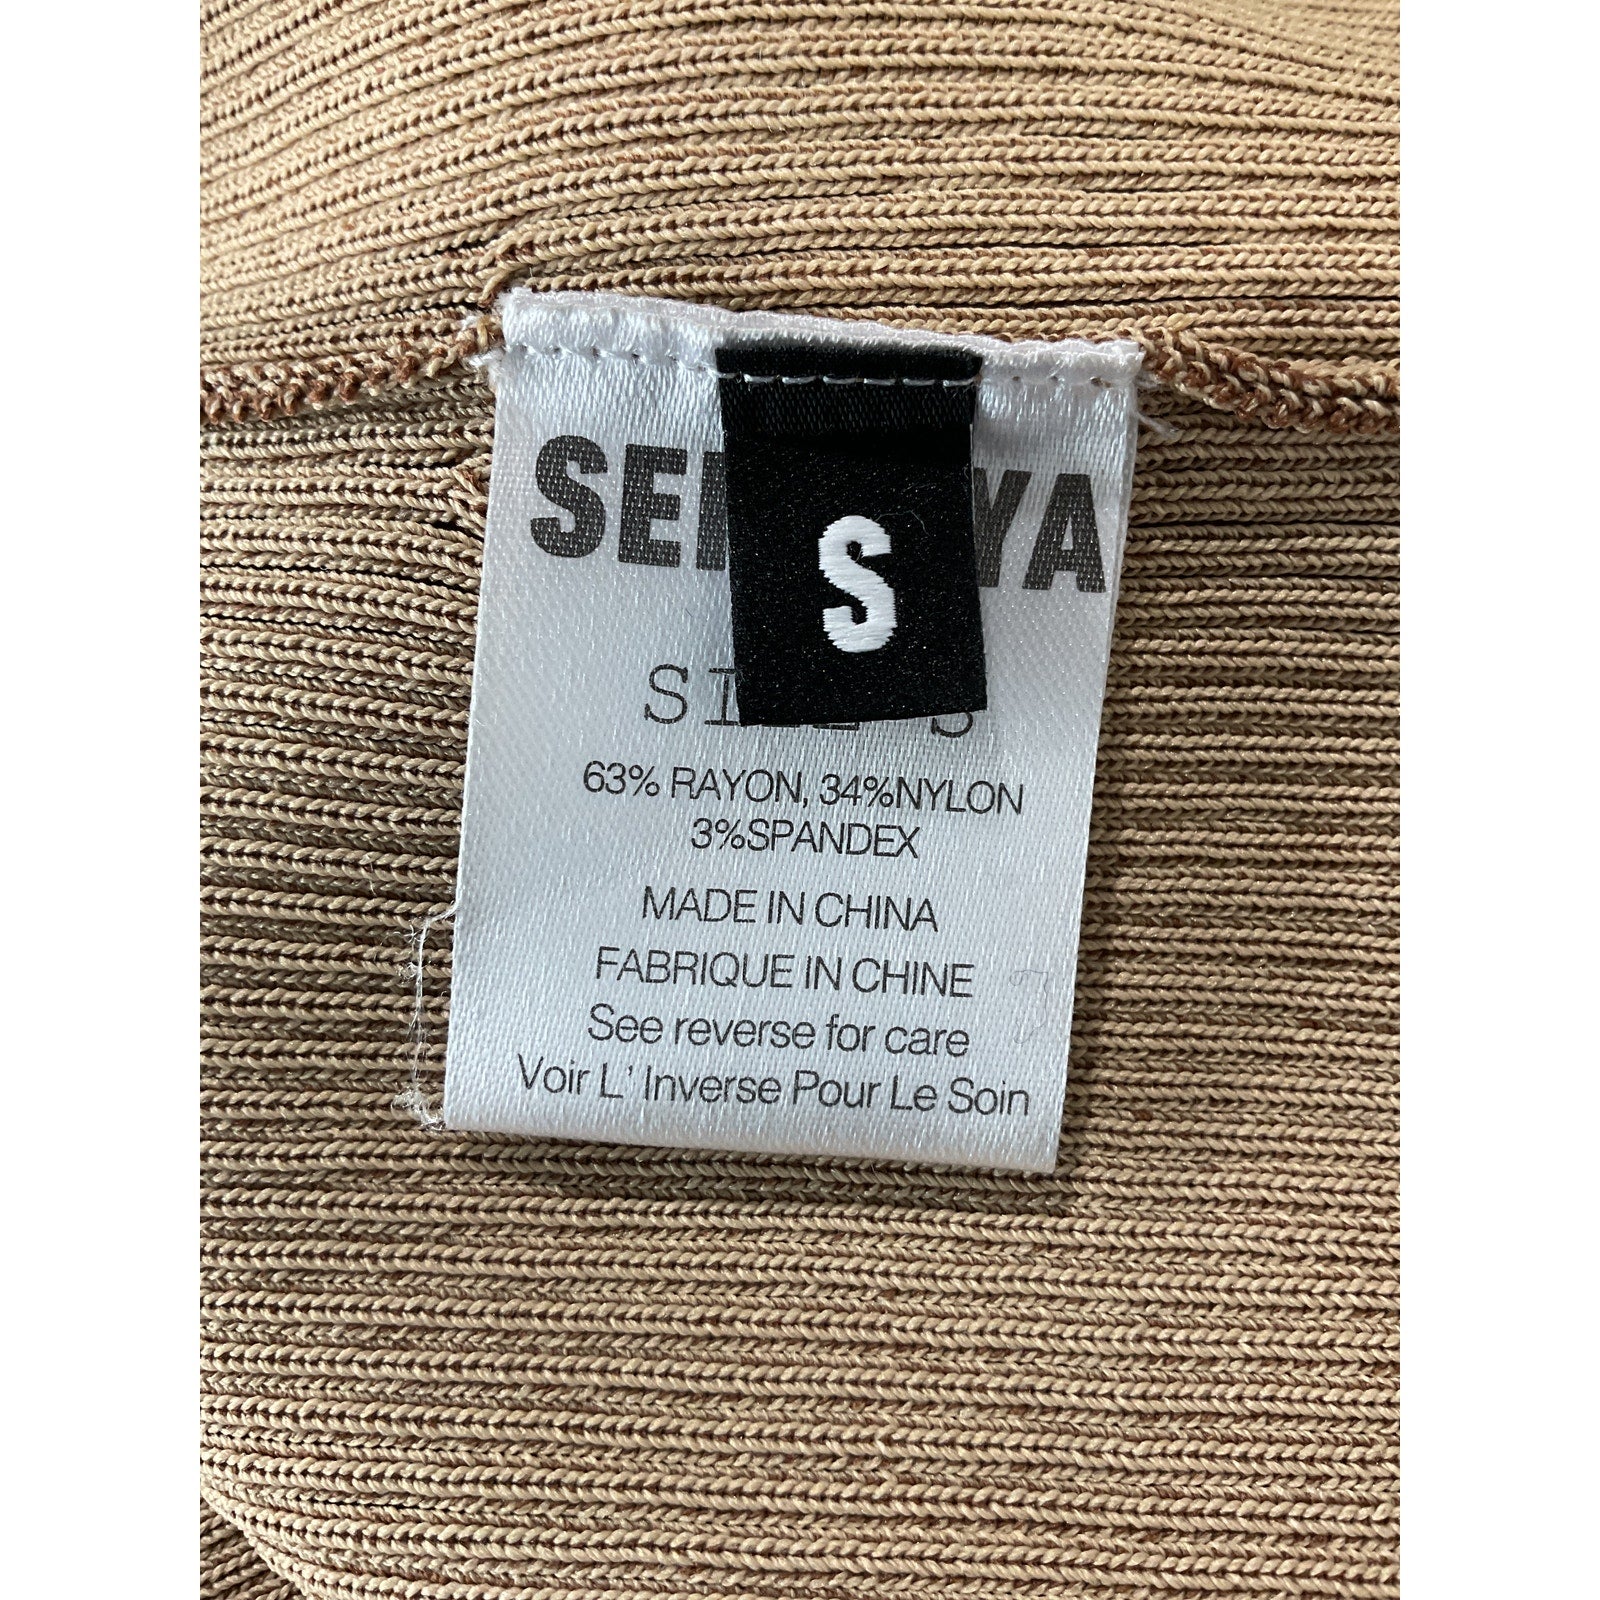 S
63% RAYON, 34%NYLON
3%SPANDEX
MADE IN CHINA
FABRIQUE IN CHINE
See reverse for care
Voir L' Inverse Pour Le Soin